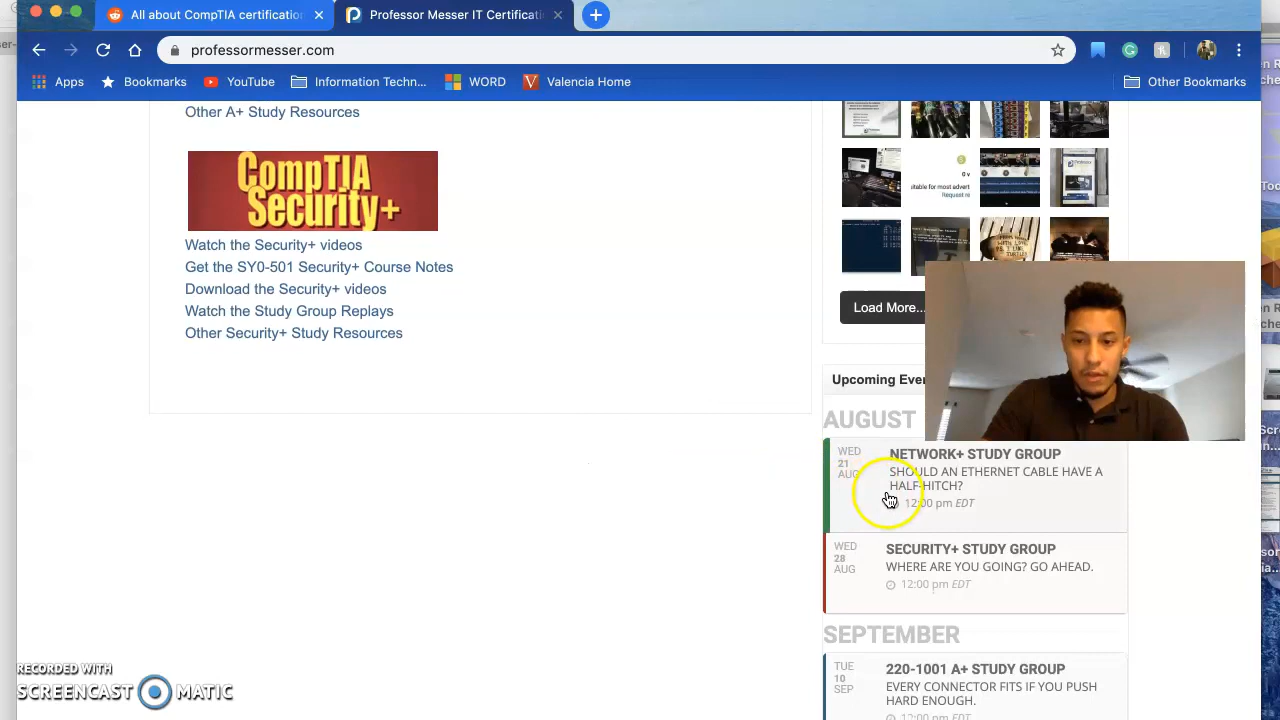 All about CompTIA certification
Professor Messer IT Certificati
professormesser.com
Apps
Bookmarks
YouTube
Information Techn...
WORD
Valencia Home
Other Bookmarks
Other A+ Study Resources
CompTIA
Security+
Watch the Security+ videos
Get the SY0-501 Security+ Course Notes
Download the Security+ videos
Watch the Study Group Replays
Other Security+ Study Resources
Load More...
Upcoming Eve
AUGUST
WED
21
AUG
NETWORK+ STUDY GROUP
SHOULD AN ETHERNET CABLE HAVE A
HALF-HITCH?
12:00 pm EDT
WED
28
AUG
SECURITY+ STUDY GROUP
WHERE ARE YOU GOING? GO AHEAD.
12:00 pm EDT
SEPTEMBER
TUE
10
SEP
220-1001 A+ STUDY GROUP
EVERY CONNECTOR FITS IF YOU PUSH
HARD ENOUGH.
12:00 pm EDT
RECORDED WITH
SCREENCAST MATIC